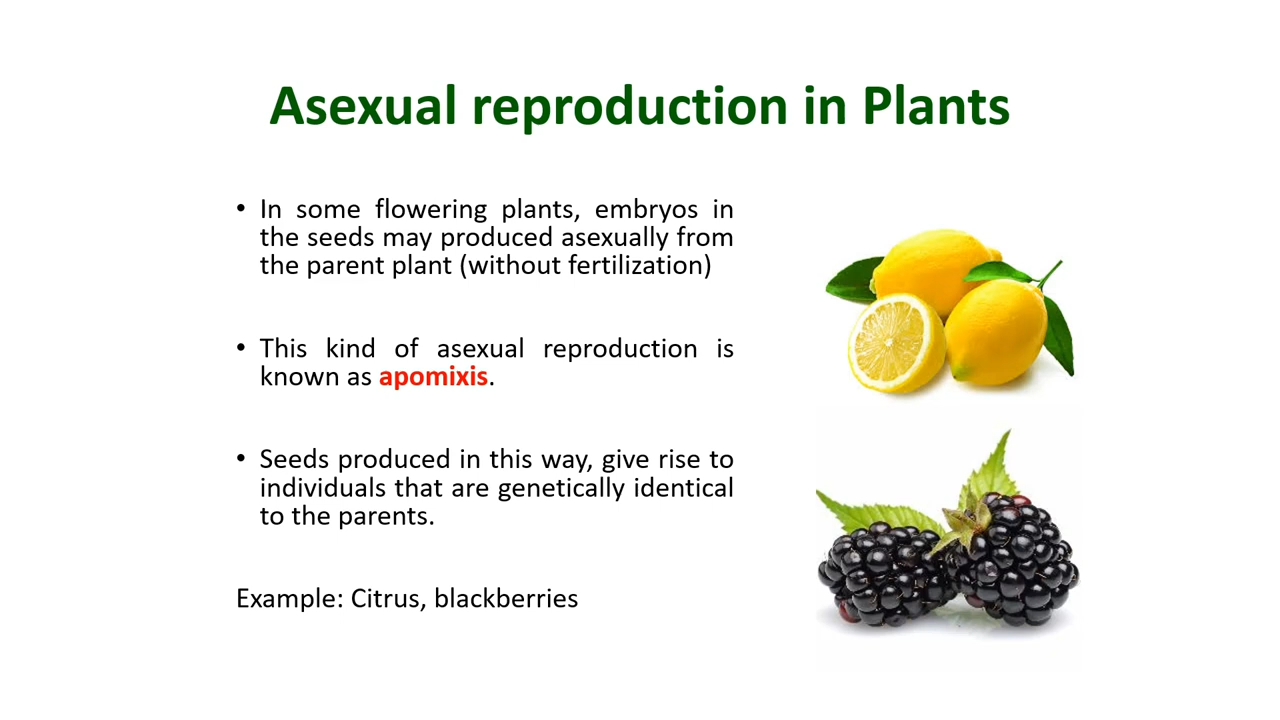 Asexual reproduction in Plants
• In some flowering plants, embryos in
the seeds may produced asexually from
the parent plant (without fertilization)
• This kind of asexual reproduction is
known as apomixis.
• Seeds produced in this way, give rise to
individuals that are genetically identical
to the parents.
Example: Citrus, blackberries